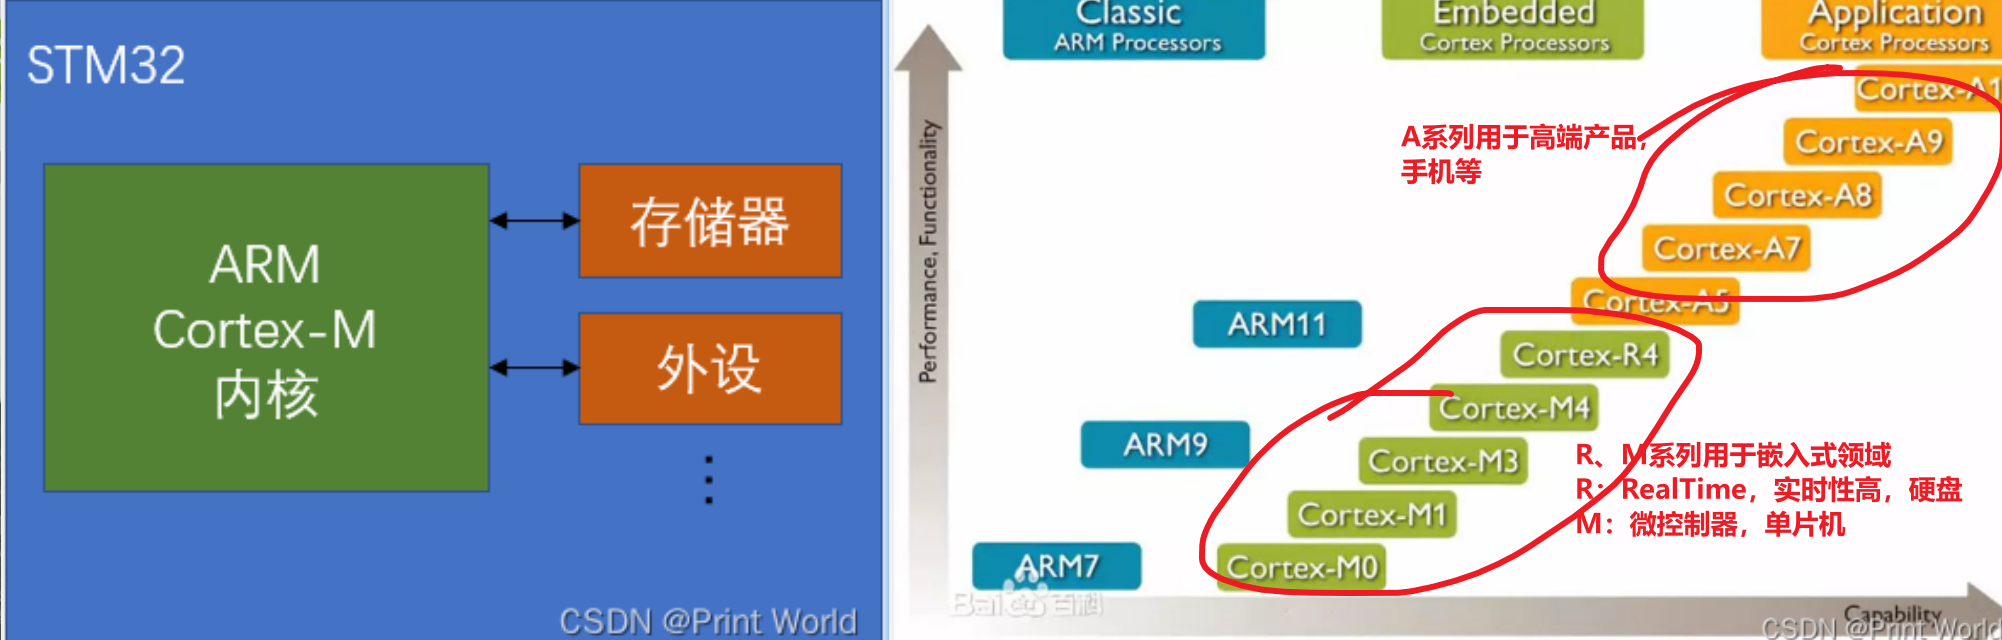 STM32
ARM
Cortex-M
内核
存储器
外设
CSDN @Print World
Classic
ARM Processors
Embedded
Cortex Processors
Application
Cortex Processors
Performance, Functionality
Cortex-A1
A系列用于高端产品，
手机等
Cortex-A9
Cortex-A8
Cortex-A7
Cortex-A5
ARM11
Cortex-R4
Cortex-M4
ARM9
Cortex-M3
R、M系列用于嵌入式领域
R：RealTime，实时性高，硬盘
M：微控制器，单片机
Cortex-M1
ARM7
Cortex-M0
Bai百科
Capability
CSDN @Print World